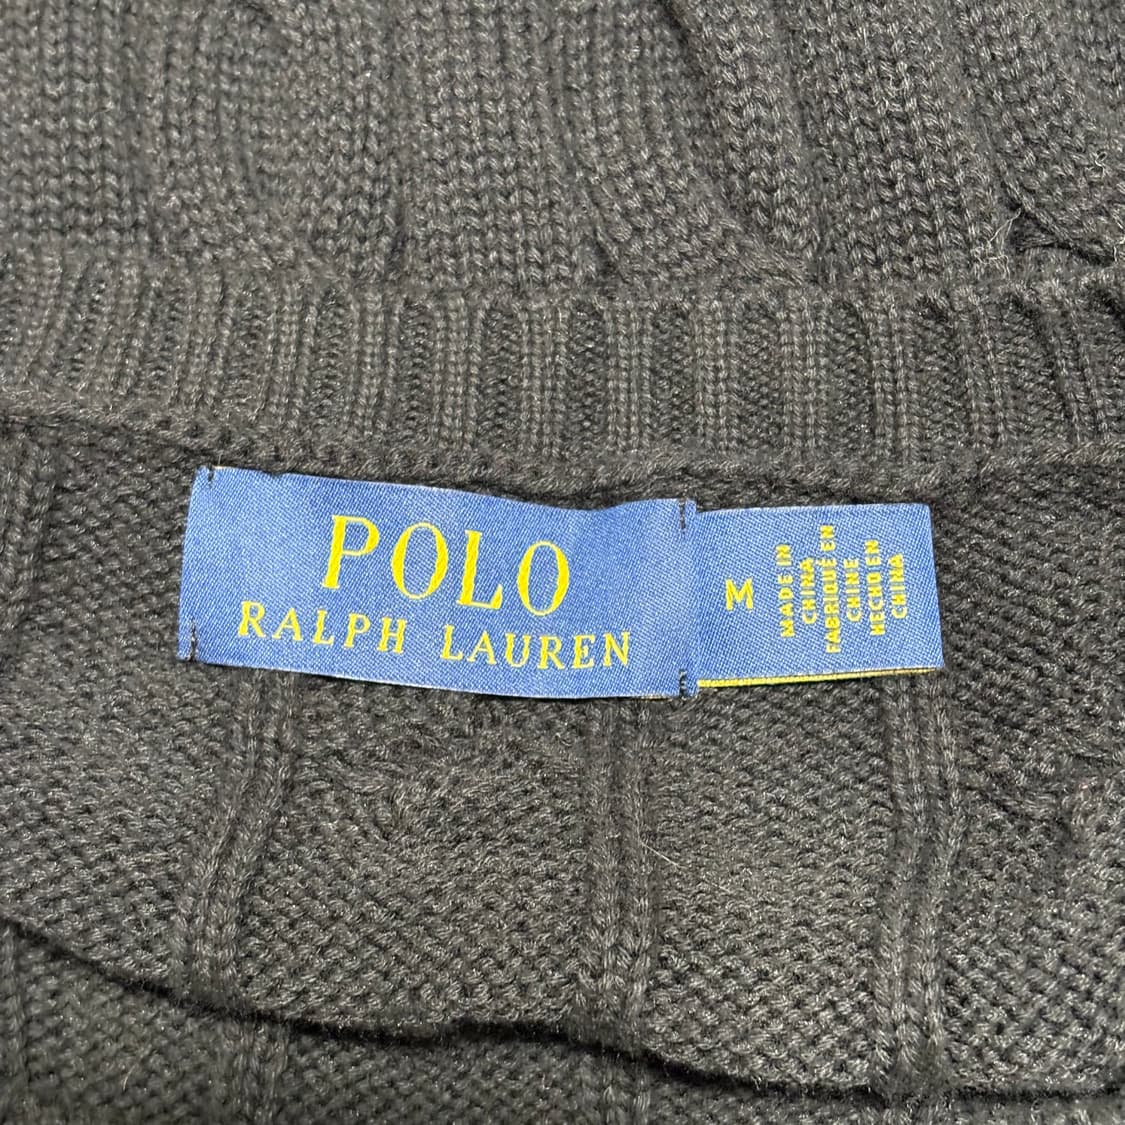 POLO
RALPH LAUREN
M
MADE IN
CHINA
FABRIQUÉ EN
CHINE
HECHO EN
CHINA